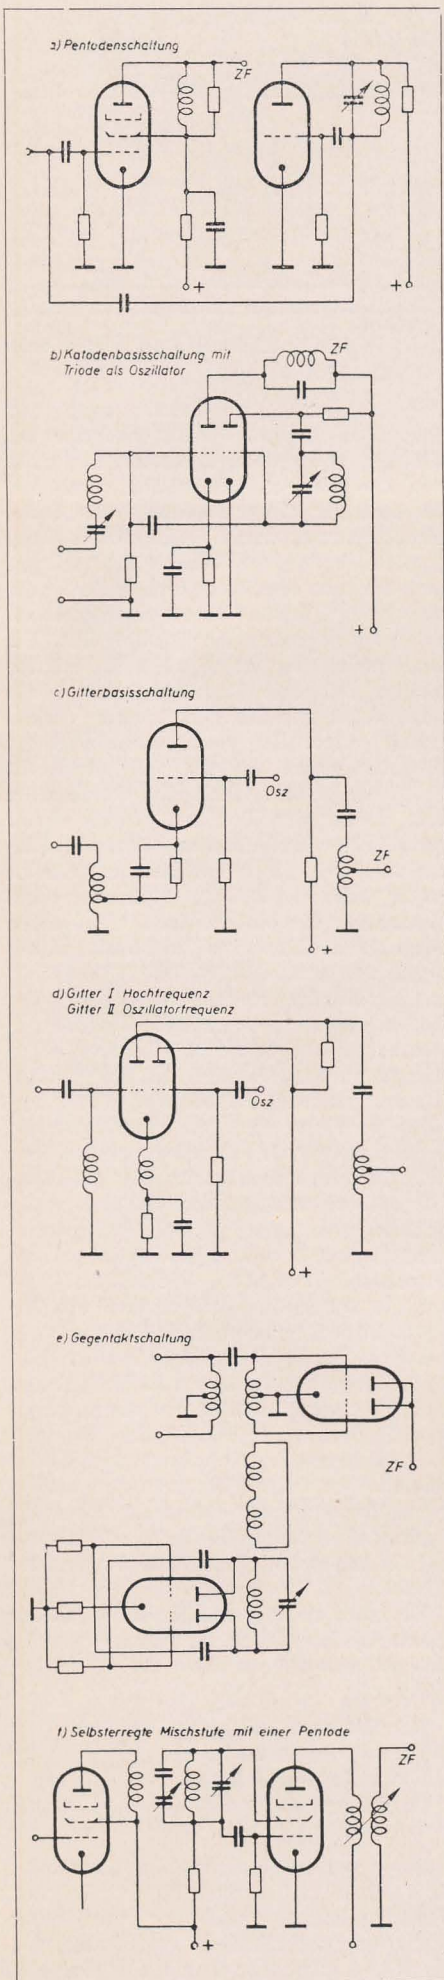 a) Pentodenschaltung
ZF
+
+
b) Katodenbasisschaltung mit
Triode als Oszillator
ZF
+
c) Gitterbasisschaltung
Osz
ZF
+
d) Gitter I Hochfrequenz
Gitter II Oszillatorfrequenz
Osz
+
e) Gegentaktschaltung
ZF
f) Selbsterregte Mischstufe mit einer Pentode
ZF
+